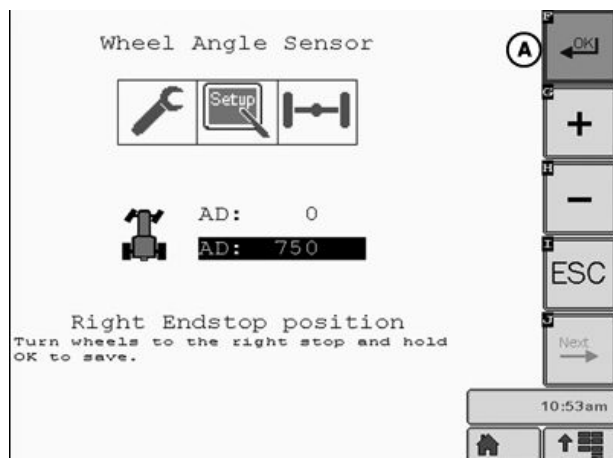 Wheel Angle Sensor
Setup
AD: 0
AD: 750
Right Endstop position
Turn wheels to the right stop and hold
OK to save.
A
F
OK
G
+
H
−
I
ESC
J
Next
10:53am